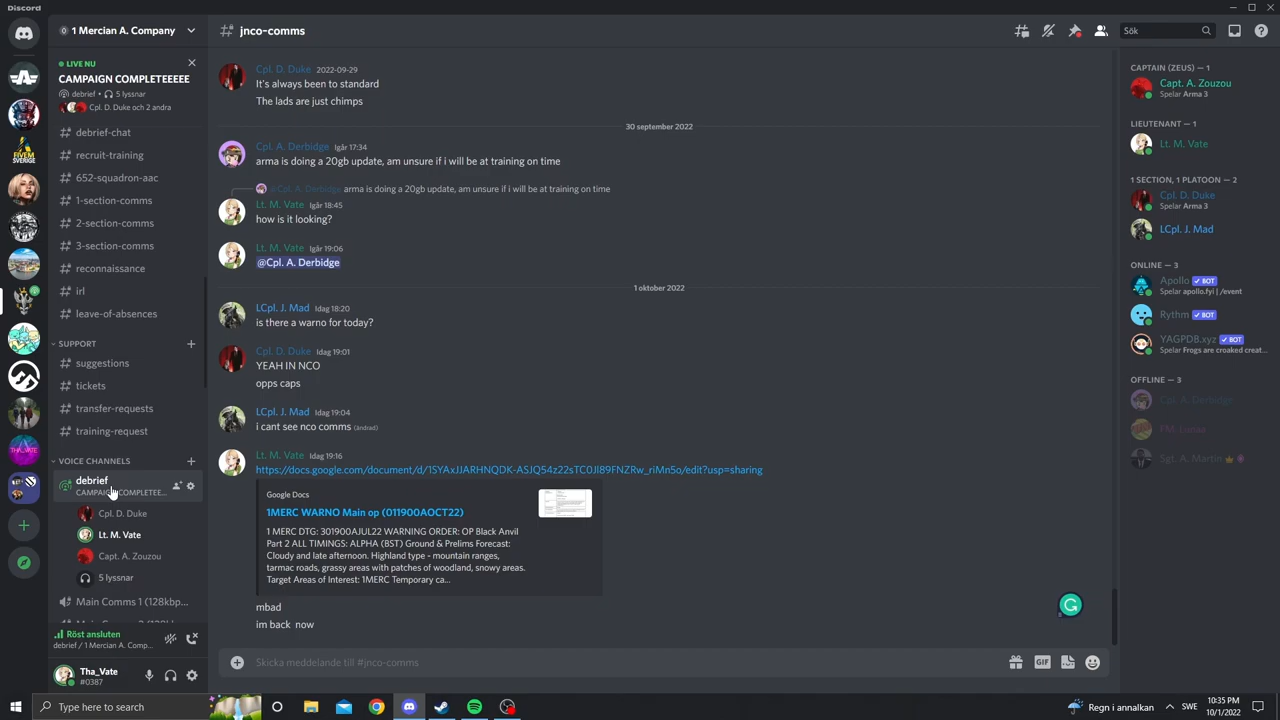 Discord
1 Mercian A. Company
LIVE NU
CAMPAIGN COMPLETEEEE
debrief • 5 lyssnar
Cpl. D. Duke och 2 andra
# debrief-chat
# recruit-training
# 652-squadron-aac
# 1-section-comms
# 2-section-comms
# 3-section-comms
# reconnaissance
# irl
# leave-of-absences
SUPPORT
# suggestions
# tickets
# transfer-requests
# training-request
VOICE CHANNELS
debrief
CAMPAIGN COMPLETEE...
Cpl. D. Duke
Lt. M. Vate
Capt. A. Zouzou
5 lyssnar
Main Comms 1 (128kbp...
Röst ansluten
debrief / 1 Mercian A. Comp...
Tha_Vate
#0387
jnco-comms
Sök
Cpl. D. Duke 2022-09-29
It's always been to standard
The lads are just chimps
30 september 2022
Cpl. A. Derbidge Igår 17:34
arma is doing a 20gb update, am unsure if i will be at training on time
@Cpl. A. Derbidge arma is doing a 20gb update, am unsure if i will be at training on time
Lt. M. Vate Igår 18:45
how is it looking?
Lt. M. Vate Igår 19:06
@Cpl. A. Derbidge
1 oktober 2022
LCpl. J. Mad Idag 18:20
is there a warno for today?
Cpl. D. Duke Idag 19:01
YEAH IN NCO
opps caps
LCpl. J. Mad Idag 19:04
i cant see nco comms (ändrad)
Lt. M. Vate Idag 19:16
https://docs.google.com/document/d/1SYAxJJARHNQDK-ASJQ54z22sTC0JI89FNZRw_riMn5o/edit?usp=sharing
Google Docs
1MERC WARNO Main op (011900AOCT22)
1 MERC DTG: 301900AJUL22 WARNING ORDER: OP Black Anvil
Part 2 ALL TIMINGS: ALPHA (BST) Ground & Prelims Forecast:
Cloudy and late afternoon. Highland type - mountain ranges,
tarmac roads, grassy areas with patches of woodland, snowy areas.
Target Areas of Interest: 1MERC Temporary ca...
mbad
im back now
Skicka meddelande till #jnco-comms
GIF
CAPTAIN (ZEUS) — 1
Capt. A. Zouzou
Spelar Arma 3
LIEUTENANT — 1
Lt. M. Vate
1 SECTION, 1 PLATOON — 2
Cpl. D. Duke
Spelar Arma 3
LCpl. J. Mad
ONLINE — 3
Apollo BOT
Spelar apollo.fyi | /event
Rythm BOT
YAGPDB.xyz BOT
Spelar Frogs are croaked creat...
OFFLINE — 3
Cpl. A. Derbidge
Sgt. A. Martin
FIVEM
SVERIGE
THA_VATE
Type here to search
Regn i annalkan
SWE
10:35 PM
10/1/2022